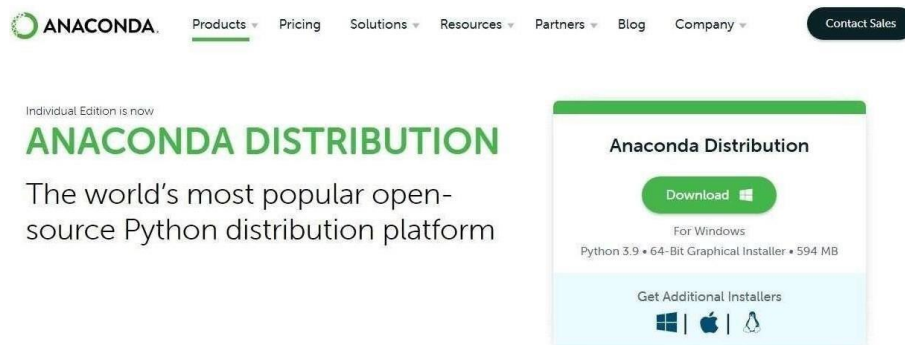 ANACONDA.
Products Pricing Solutions Resources Partners Blog Company Contact Sales
Individual Edition is now
ANACONDA DISTRIBUTION
The world's most popular open-
source Python distribution platform
Anaconda Distribution
Download
For Windows
Python 3.9 • 64-Bit Graphical Installer • 594 MB
Get Additional Installers
| |